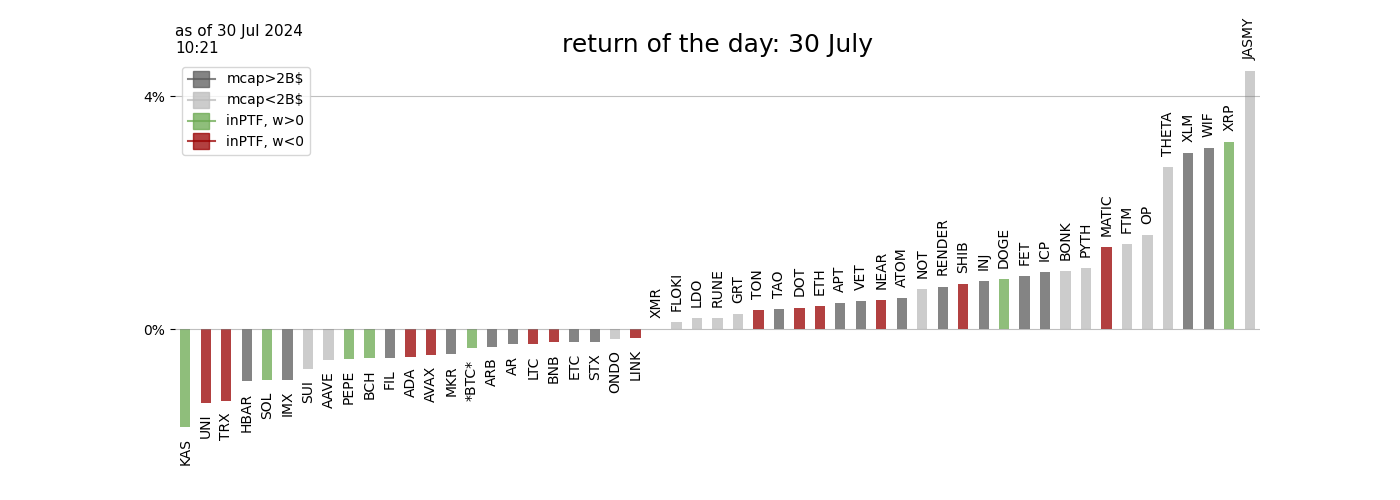 as of 30 Jul 2024
10:21
return of the day: 30 July
mcap>2B$
mcap<2B$
inPTF, w>0
inPTF, w<0
4%
0%
KAS
UNI
TRX
HBAR
SOL
IMX
SUI
AAVE
PEPE
BCH
FIL
ADA
AVAX
MKR
*BTC*
ARB
AR
LTC
BNB
ETC
STX
ONDO
LINK
XMR
FLOKI
LDO
RUNE
GRT
TON
TAO
DOT
ETH
APT
VET
NEAR
ATOM
NOT
RENDER
SHIB
INJ
DOGE
FET
ICP
BONK
PYTH
MATIC
FTM
OP
THETA
XLM
WIF
XRP
JASMY